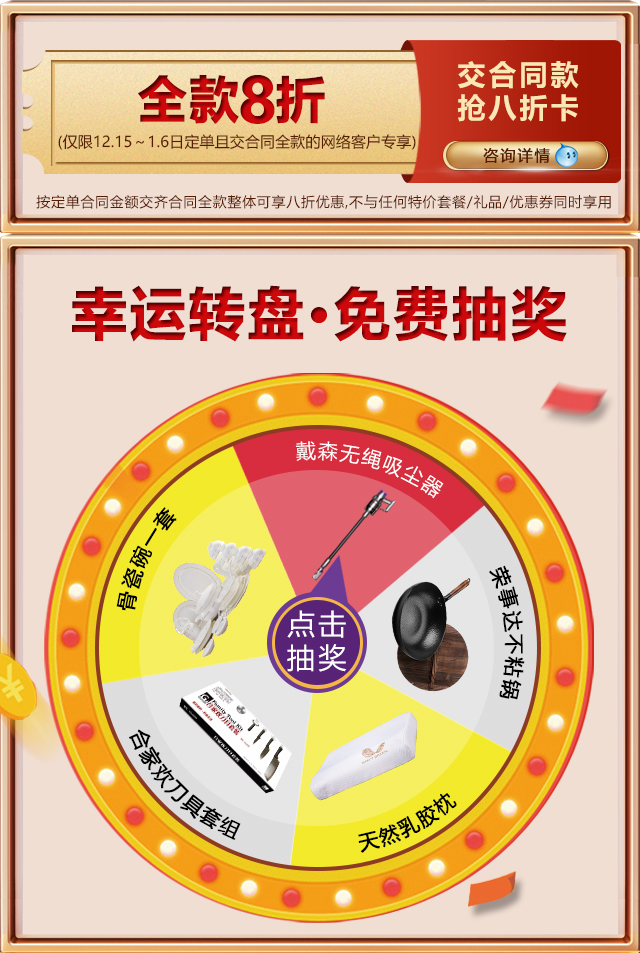 全款8折
(仅限12.15～1.6日定单且交合同全款的网络客户专享)
交合同款
抢八折卡
咨询详情
按定单合同金额交齐合同全款整体可享八折优惠,不与任何特价套餐/礼品/优惠券同时享用
幸运转盘·免费抽奖
戴森无绳吸尘器
荣事达不粘锅
天然乳胶枕
合家欢刀具套组
骨瓷碗一套
点击
抽奖
Family Tool Kit